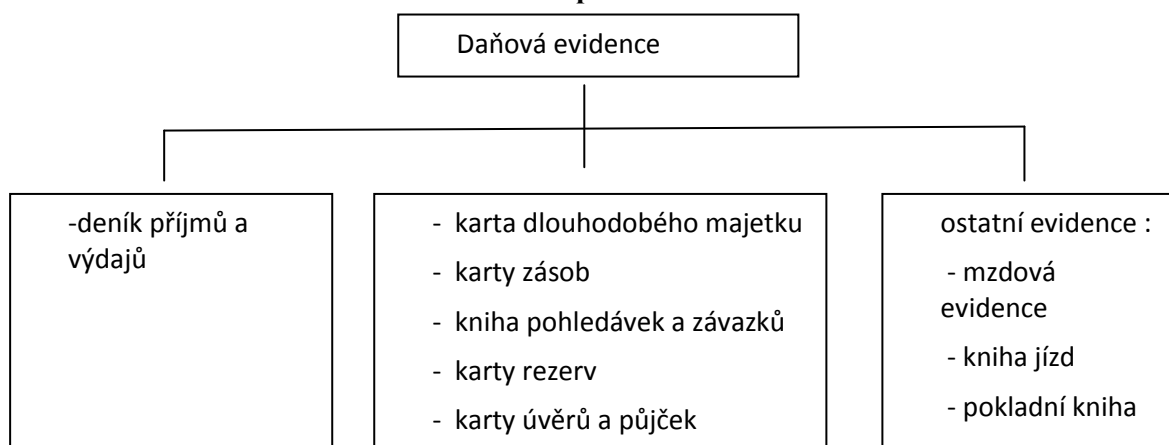 Daňová evidence
-deník příjmů a
výdajů
- karta dlouhodobého majetku
- karty zásob
- kniha pohledávek a závazků
- karty rezerv
- karty úvěrů a půjček
ostatní evidence :
- mzdová
evidence
- kniha jízd
- pokladní kniha